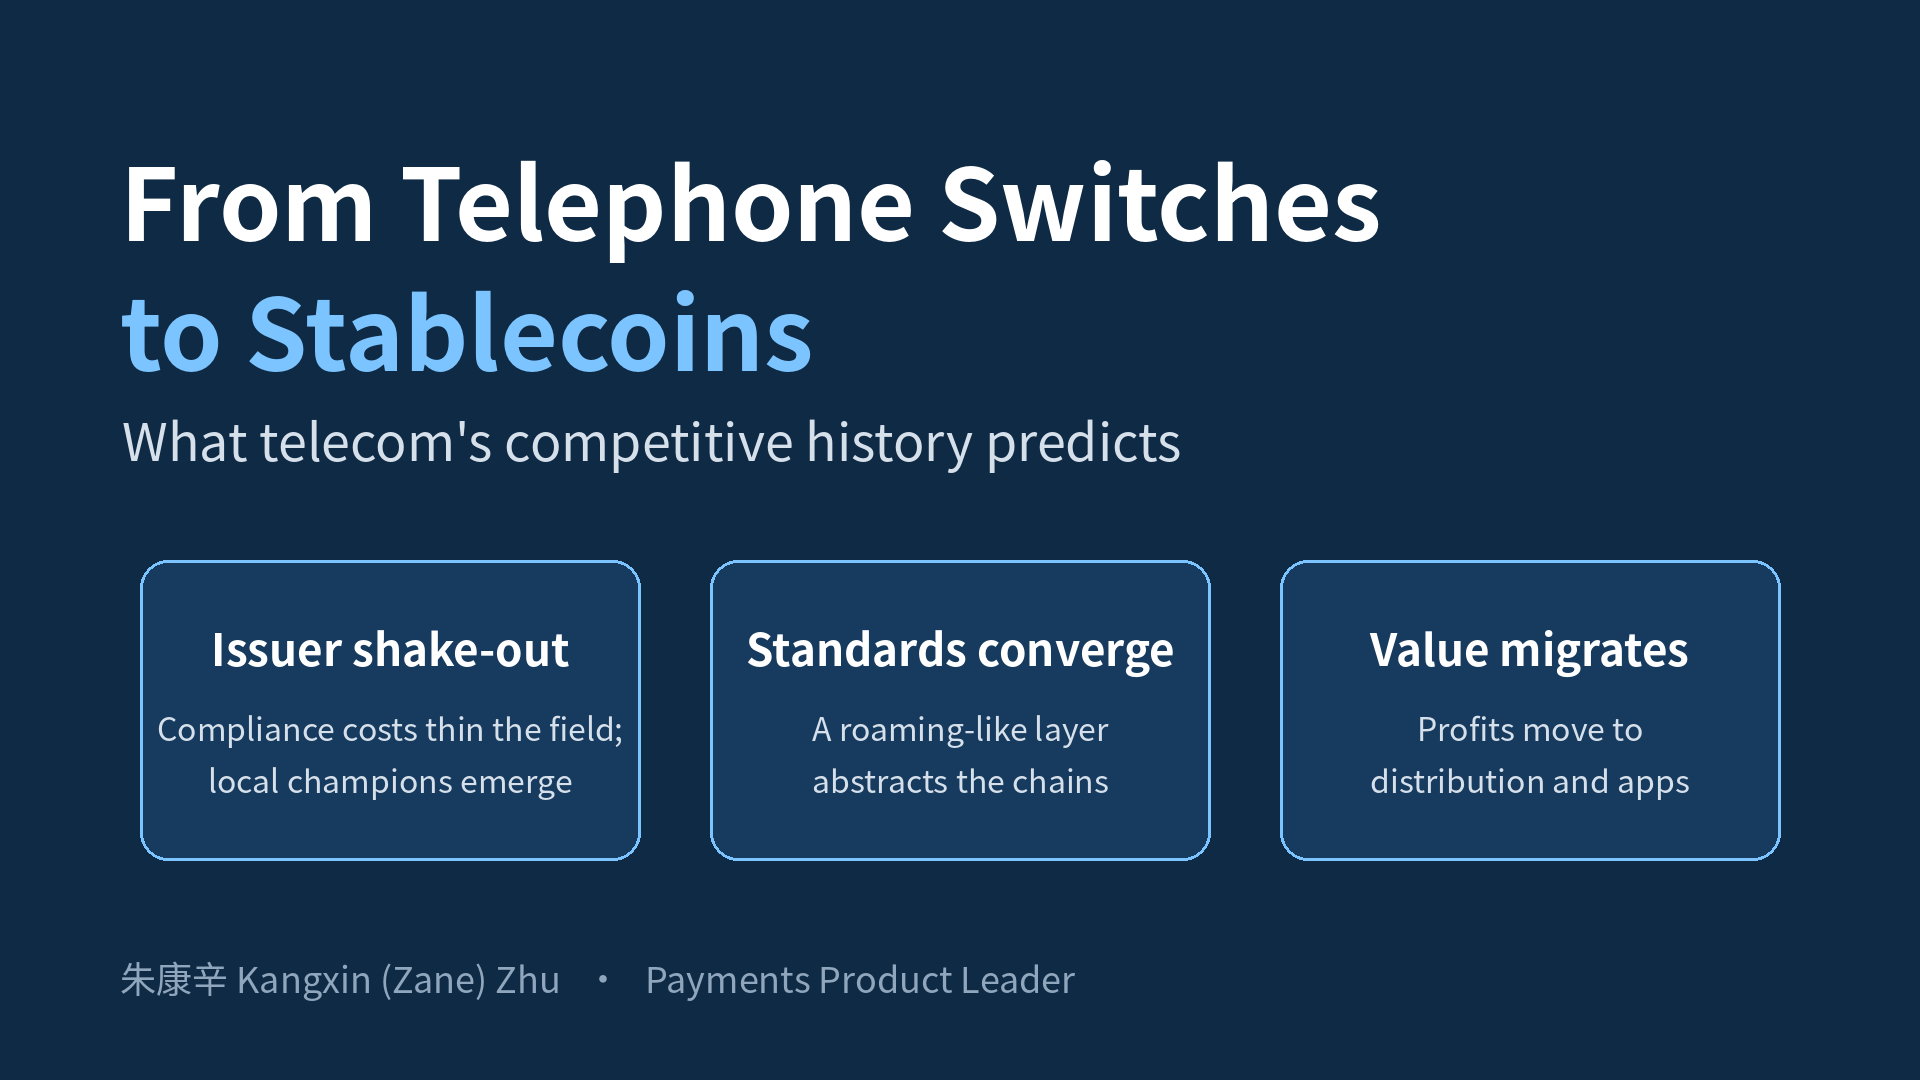 From Telephone Switches
to Stablecoins
What telecom's competitive history predicts
Issuer shake-out
Compliance costs thin the field;
local champions emerge
Standards converge
A roaming-like layer
abstracts the chains
Value migrates
Profits move to
distribution and apps
朱康辛 Kangxin (Zane) Zhu · Payments Product Leader